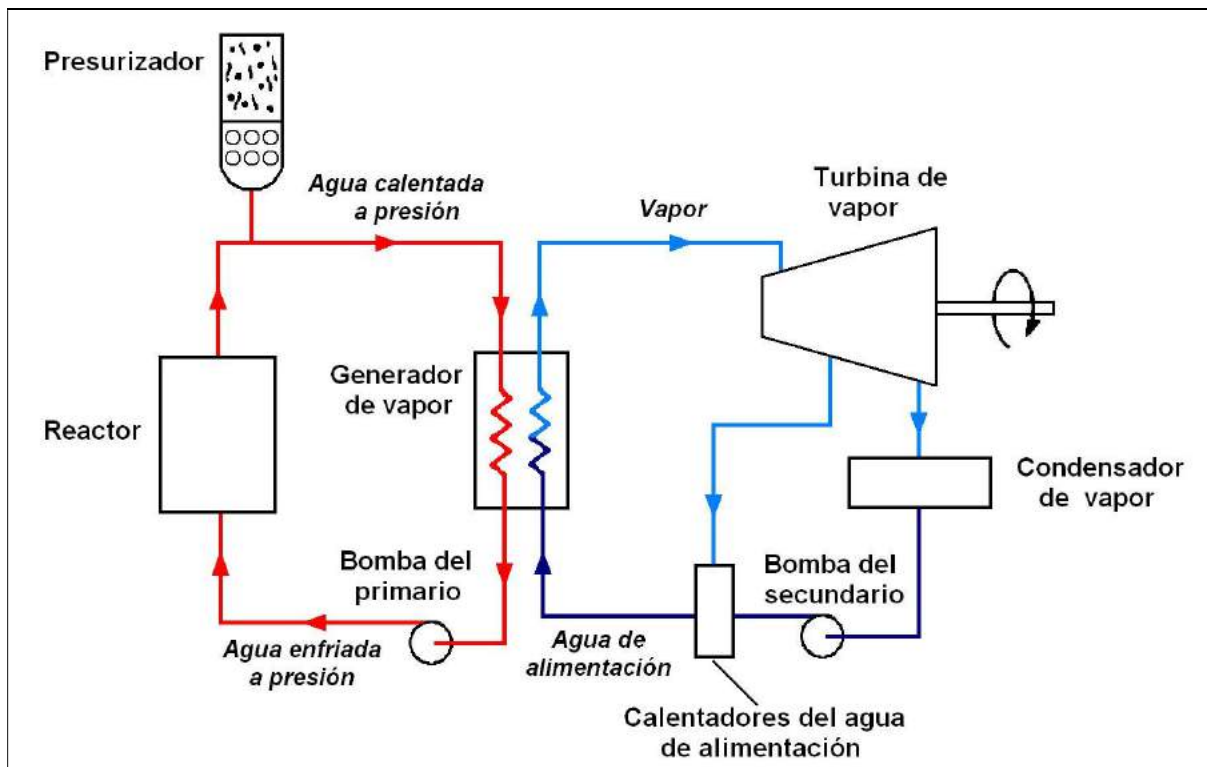 Presurizador
Agua calentada
a presión
Vapor
Turbina de
vapor
Generador
de vapor
Reactor
Condensador
de vapor
Bomba del
primario
Bomba del
secundario
Agua enfriada
a presión
Agua de
alimentación
Calentadores del agua
de alimentación